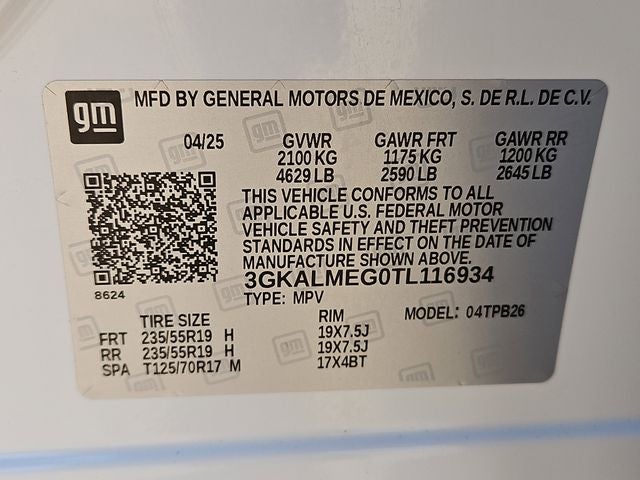 gm MFD BY GENERAL MOTORS DE MEXICO, S. DE R.L. DE C.V.
04/25 GVWR GAWR FRT GAWR RR
2100 KG 1175 KG 1200 KG
4629 LB 2590 LB 2645 LB
THIS VEHICLE CONFORMS TO ALL
APPLICABLE U.S. FEDERAL MOTOR
VEHICLE SAFETY AND THEFT PREVENTION
STANDARDS IN EFFECT ON THE DATE OF
MANUFACTURE SHOWN ABOVE.
3GKALMEG0TL116934
8624 TYPE: MPV
TIRE SIZE RIM MODEL: 04TPB26
FRT 235/55R19 H 19X7.5J
RR 235/55R19 H 19X7.5J
SPA T125/70R17 M 17X4BT